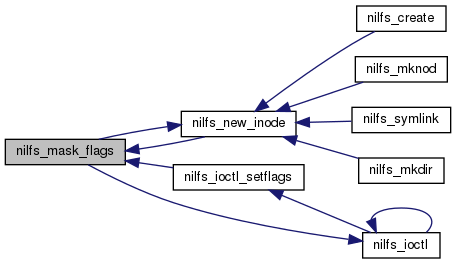 nilfs_create
nilfs_mknod
nilfs_new_inode
nilfs_symlink
nilfs_mask_flags
nilfs_mkdir
nilfs_ioctl_setflags
nilfs_ioctl